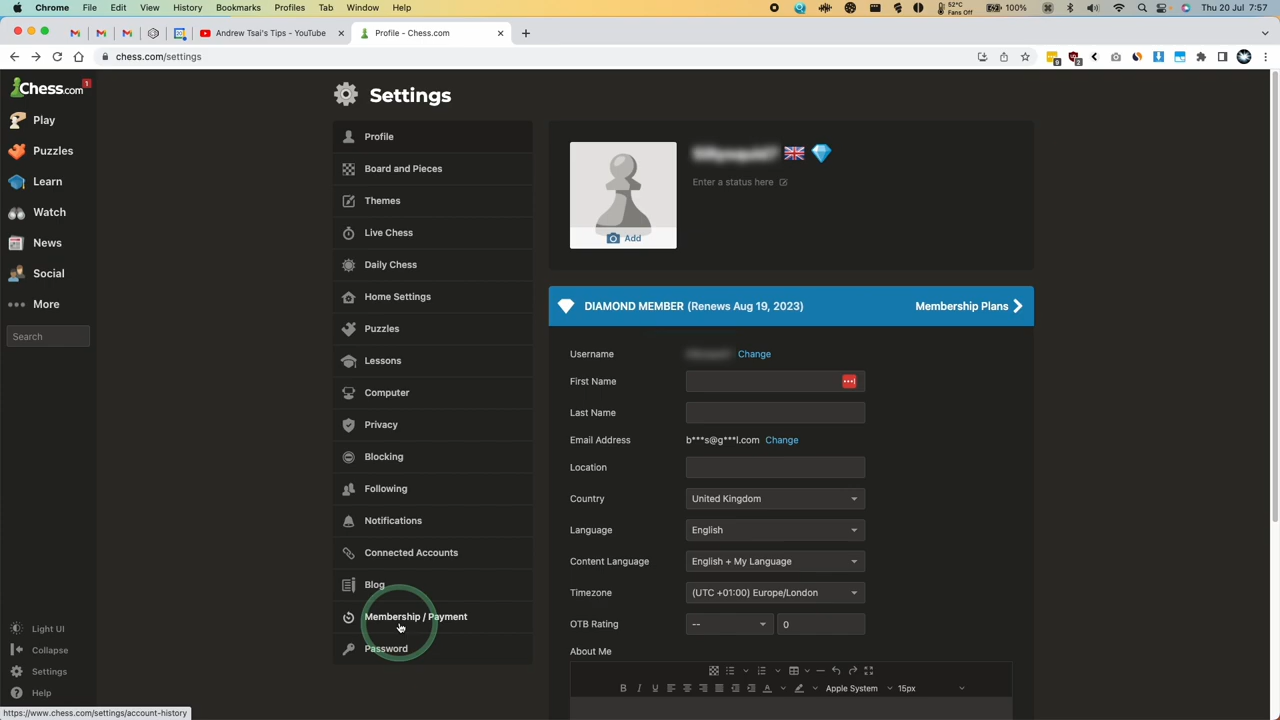 Chrome File Edit View History Bookmarks Profiles Tab Window Help
52°C
Fans Off
100%
Thu 20 Jul 7:57
Andrew Tsai's Tips - YouTube
Profile - Chess.com
chess.com/settings
9
2
Chess.com
1
Play
Puzzles
Learn
Watch
News
Social
More
Search
Light UI
Collapse
Settings
Help
Settings
Profile
Board and Pieces
Themes
Live Chess
Daily Chess
Home Settings
Puzzles
Lessons
Computer
Privacy
Blocking
Following
Notifications
Connected Accounts
Blog
Membership / Payment
Password
Add
Enter a status here
DIAMOND MEMBER (Renews Aug 19, 2023)
Membership Plans
Username Change
First Name
Last Name
Email Address b***s@g***l.com Change
Location
Country United Kingdom
Language English
Content Language English + My Language
Timezone (UTC +01:00) Europe/London
OTB Rating -- 0
About Me
B I U A Apple System 15px
https://www.chess.com/settings/account-history